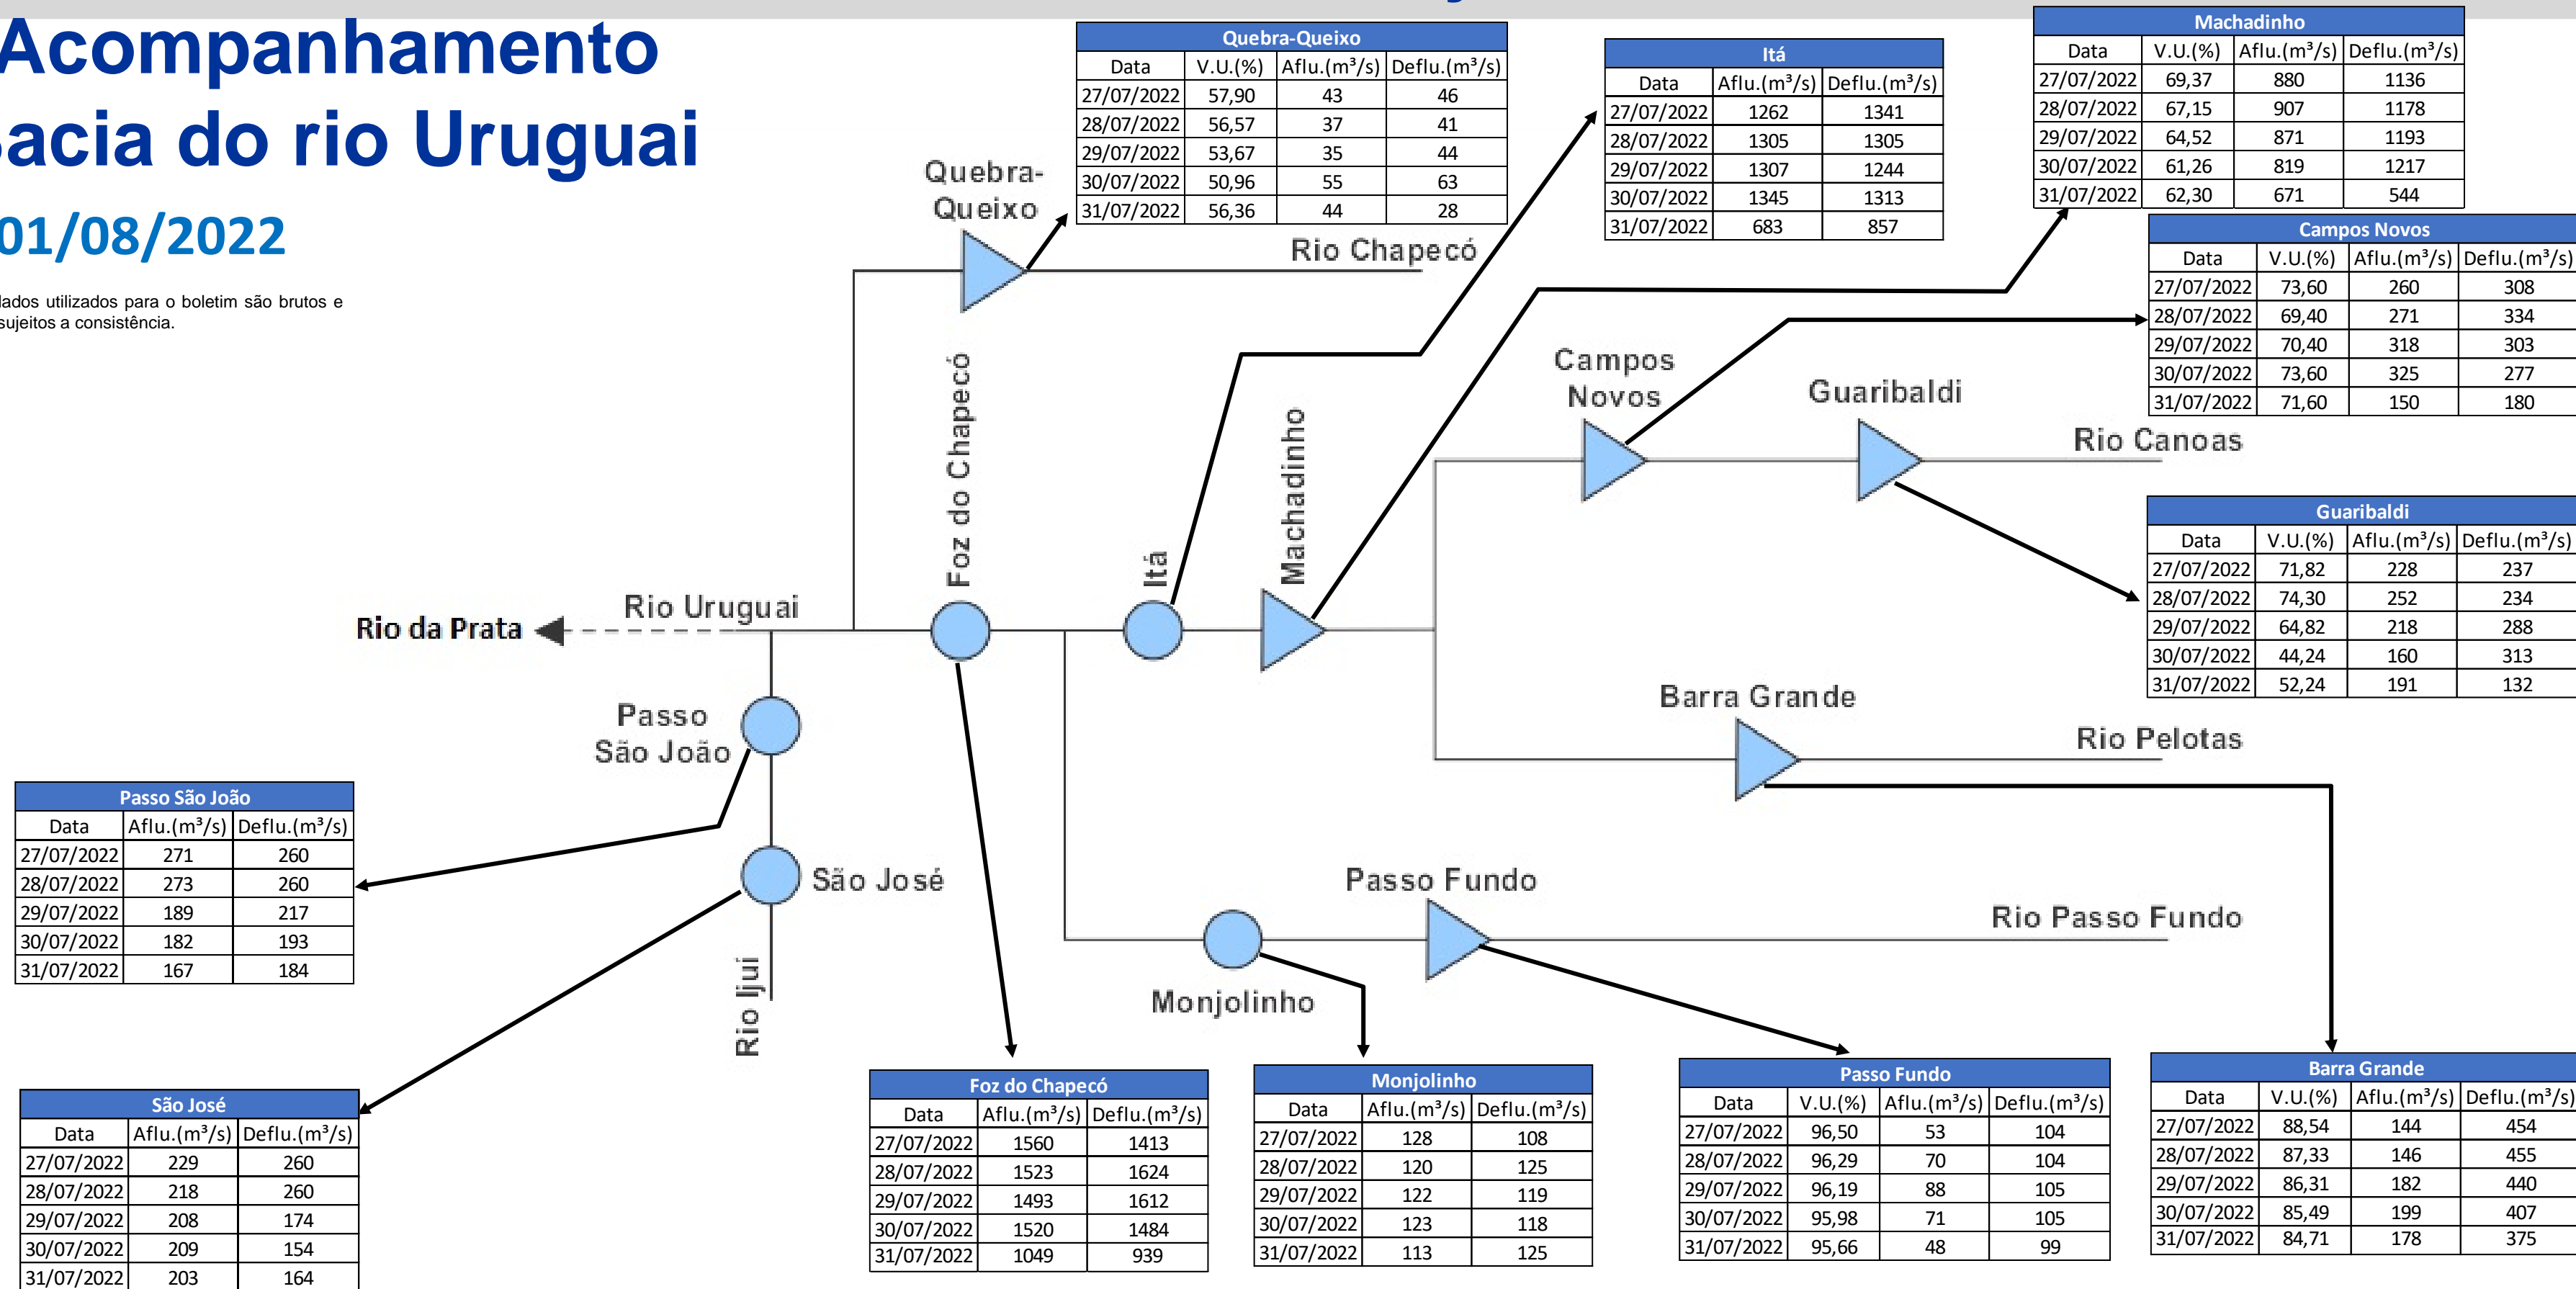 Acompanhamento
acia do rio Uruguai
01/08/2022
ados utilizados para o boletim são brutos e
sujeitos a consistência.
Quebra-Queixo
Data V.U.(%) Aflu.(m³/s) Deflu.(m³/s)
27/07/2022 57,90 43 46
28/07/2022 56,57 37 41
29/07/2022 53,67 35 44
30/07/2022 50,96 55 63
31/07/2022 56,36 44 28
Itá
Data Aflu.(m³/s) Deflu.(m³/s)
27/07/2022 1262 1341
28/07/2022 1305 1305
29/07/2022 1307 1244
30/07/2022 1345 1313
31/07/2022 683 857
Machadinho
Data V.U.(%) Aflu.(m³/s) Deflu.(m³/s)
27/07/2022 69,37 880 1136
28/07/2022 67,15 907 1178
29/07/2022 64,52 871 1193
30/07/2022 61,26 819 1217
31/07/2022 62,30 671 544
Campos Novos
Data V.U.(%) Aflu.(m³/s) Deflu.(m³/s)
27/07/2022 73,60 260 308
28/07/2022 69,40 271 334
29/07/2022 70,40 318 303
30/07/2022 73,60 325 277
31/07/2022 71,60 150 180
Quebra-
Queixo
Rio Chapecó
Foz do Chapecó
Itá
Machadinho
Campos
Novos
Guaribaldi
Rio Canoas
Guaribaldi
Data V.U.(%) Aflu.(m³/s) Deflu.(m³/s)
27/07/2022 71,82 228 237
28/07/2022 74,30 252 234
29/07/2022 64,82 218 288
30/07/2022 44,24 160 313
31/07/2022 52,24 191 132
Rio Uruguai
Rio da Prata
Passo
São João
Barra Grande
Rio Pelotas
Passo São João
Data Aflu.(m³/s) Deflu.(m³/s)
27/07/2022 271 260
28/07/2022 273 260
29/07/2022 189 217
30/07/2022 182 193
31/07/2022 167 184
São José
Rio Ijui
Passo Fundo
Rio Passo Fundo
Monjolinho
São José
Data Aflu.(m³/s) Deflu.(m³/s)
27/07/2022 229 260
28/07/2022 218 260
29/07/2022 208 174
30/07/2022 209 154
31/07/2022 203 164
Foz do Chapecó
Data Aflu.(m³/s) Deflu.(m³/s)
27/07/2022 1560 1413
28/07/2022 1523 1624
29/07/2022 1493 1612
30/07/2022 1520 1484
31/07/2022 1049 939
Monjolinho
Data Aflu.(m³/s) Deflu.(m³/s)
27/07/2022 128 108
28/07/2022 120 125
29/07/2022 122 119
30/07/2022 123 118
31/07/2022 113 125
Passo Fundo
Data V.U.(%) Aflu.(m³/s) Deflu.(m³/s)
27/07/2022 96,50 53 104
28/07/2022 96,29 70 104
29/07/2022 96,19 88 105
30/07/2022 95,98 71 105
31/07/2022 95,66 48 99
Barra Grande
Data V.U.(%) Aflu.(m³/s) Deflu.(m³/s)
27/07/2022 88,54 144 454
28/07/2022 87,33 146 455
29/07/2022 86,31 182 440
30/07/2022 85,49 199 407
31/07/2022 84,71 178 375